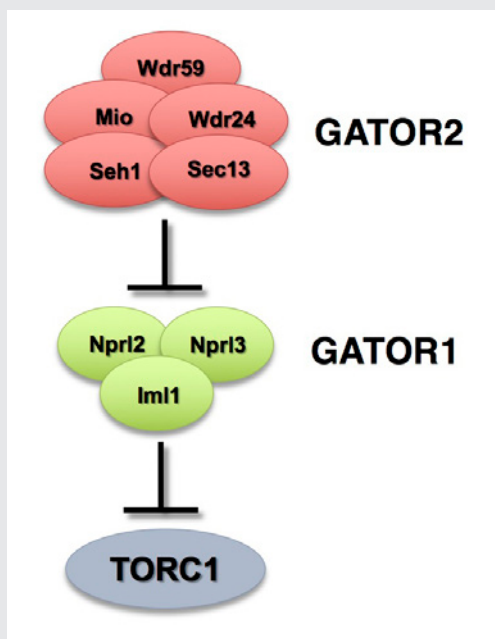 Wdr59
Mio
Wdr24
GATOR2
Seh1
Sec13
Nprl2
Nprl3
GATOR1
Iml1
TORC1